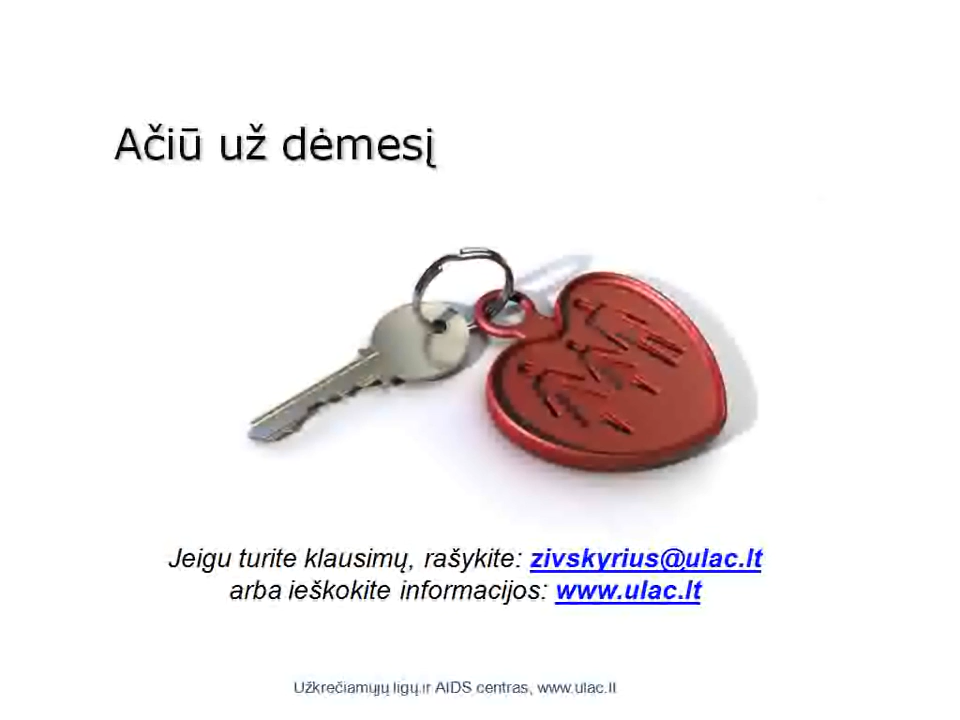 Ačiū už dėmesį
Jeigu turite klausimų, rašykite: zivskyrius@ulac.lt
arba ieškokite informacijos: www.ulac.lt
Užkrečiamųjų ligų ir AIDS centras, www.ulac.lt